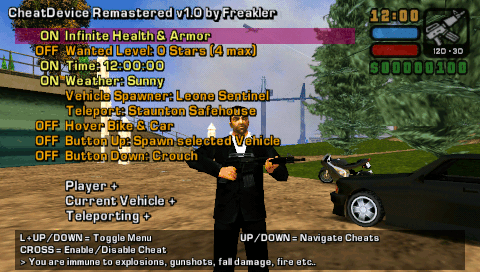 CheatDevice Remastered v1.0 by Freakler
12:00
ON Infinite Health & Armor
OFF Wanted Level: 0 Stars (4 max)
120-30
ON Time: 12:00:00
$00000100
ON Weather: Sunny
Vehicle Spawner: Leone Sentinel
Teleport: Staunton Safehouse
OFF Hover Bike & Car
OFF Button Up: Spawn selected Vehicle
OFF Button Down: Crouch
Player +
Current Vehicle +
Teleporting +
L+UP/DOWN = Toggle Menu
UP/DOWN = Navigate Cheats
CROSS = Enable/Disable Cheat
> You are immune to explosions, gunshots, fall damage, fire etc..